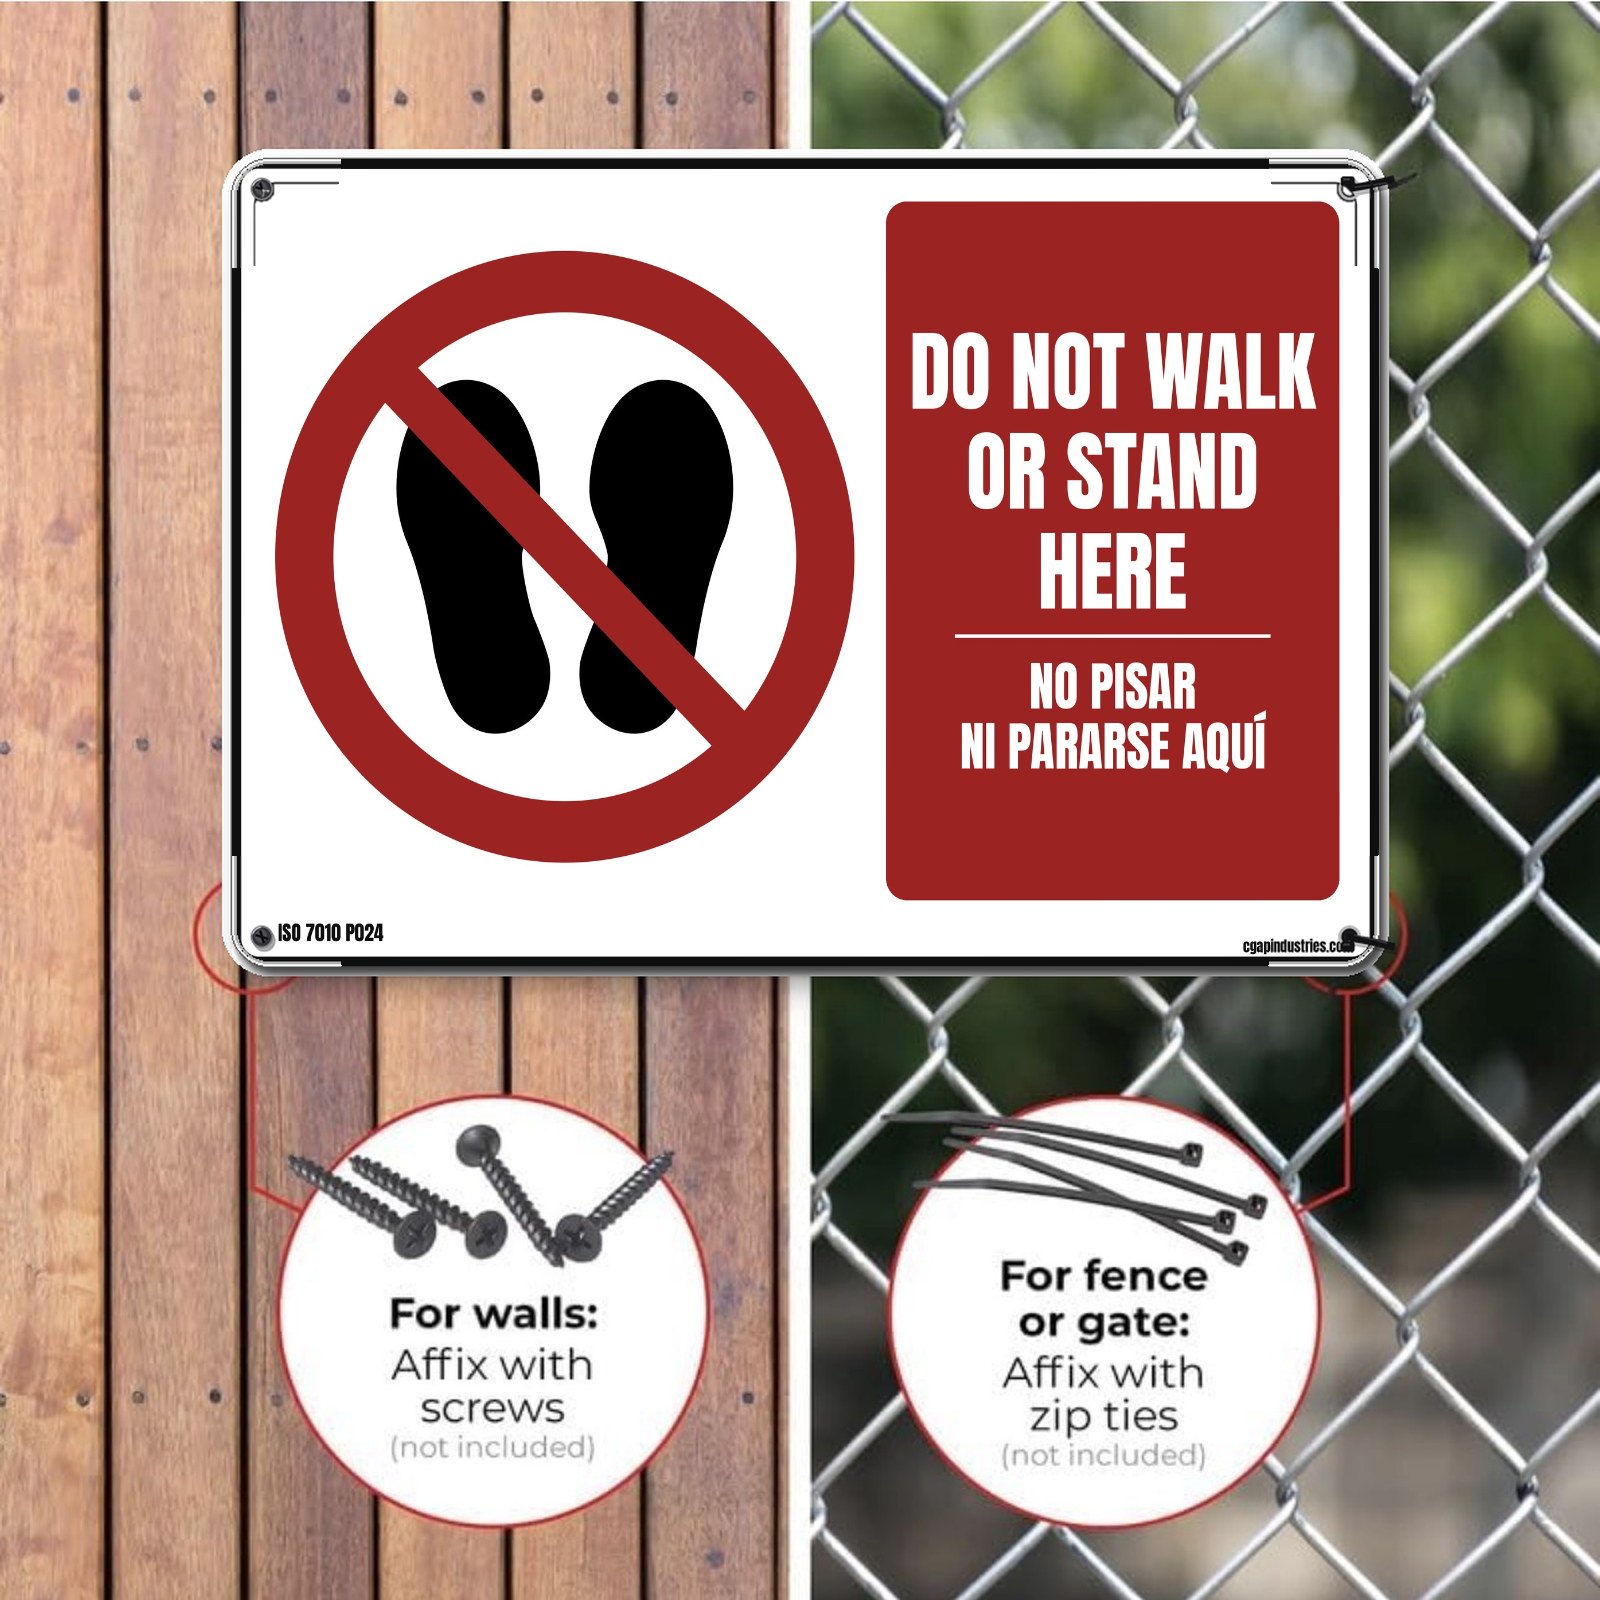 DO NOT WALK
OR STAND
HERE
NO PISAR
NI PARARSE AQUÍ
ISO 7010 P024
For walls:
Affix with
screws
(not included)
For fence
or gate:
Affix with
zip ties
(not included)